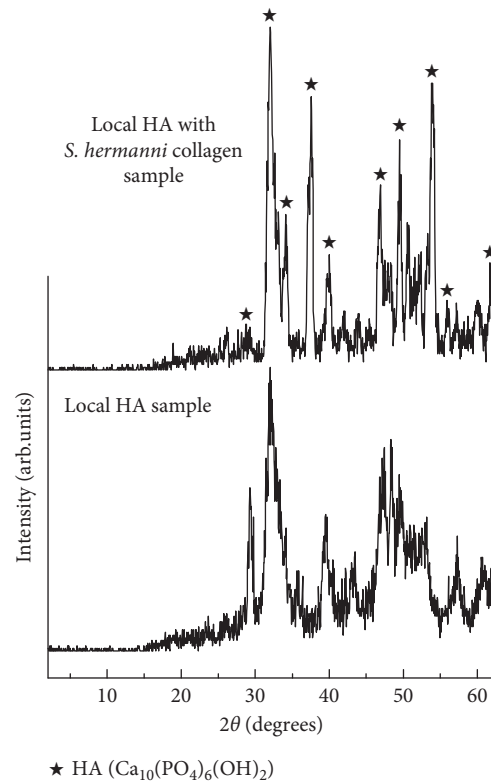 Local HA with
S. hermanni collagen
sample
Local HA sample
Intensity (arb.units)
10 20 30 40 50 60
2θ (degrees)
★ HA (Ca₁₀(PO₄)₆(OH)₂)